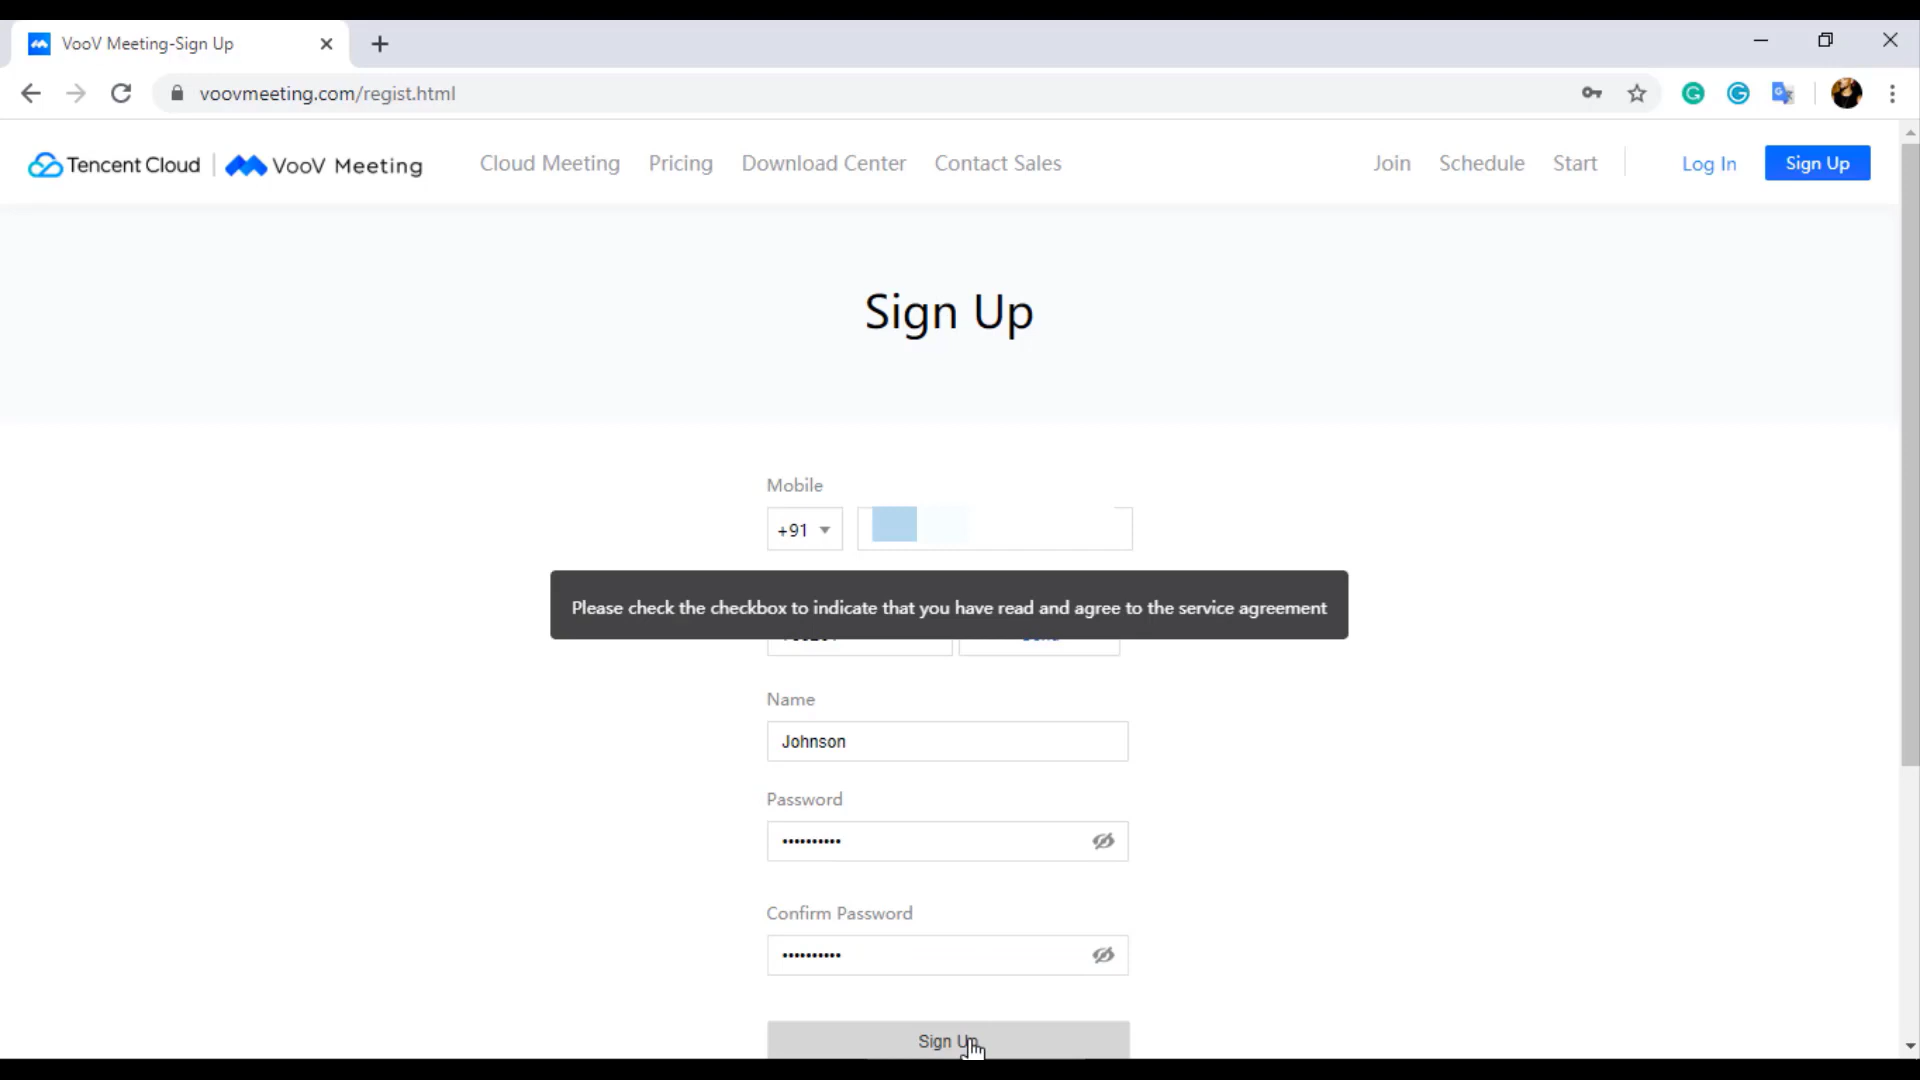 VooV Meeting-Sign Up
voovmeeting.com/regist.html
Tencent Cloud | VooV Meeting Cloud Meeting Pricing Download Center Contact Sales Join Schedule Start Log In Sign Up
Sign Up
Mobile
+91
Please check the checkbox to indicate that you have read and agree to the service agreement
Name
Johnson
Password
••••••••••
Confirm Password
••••••••••
Sign Up